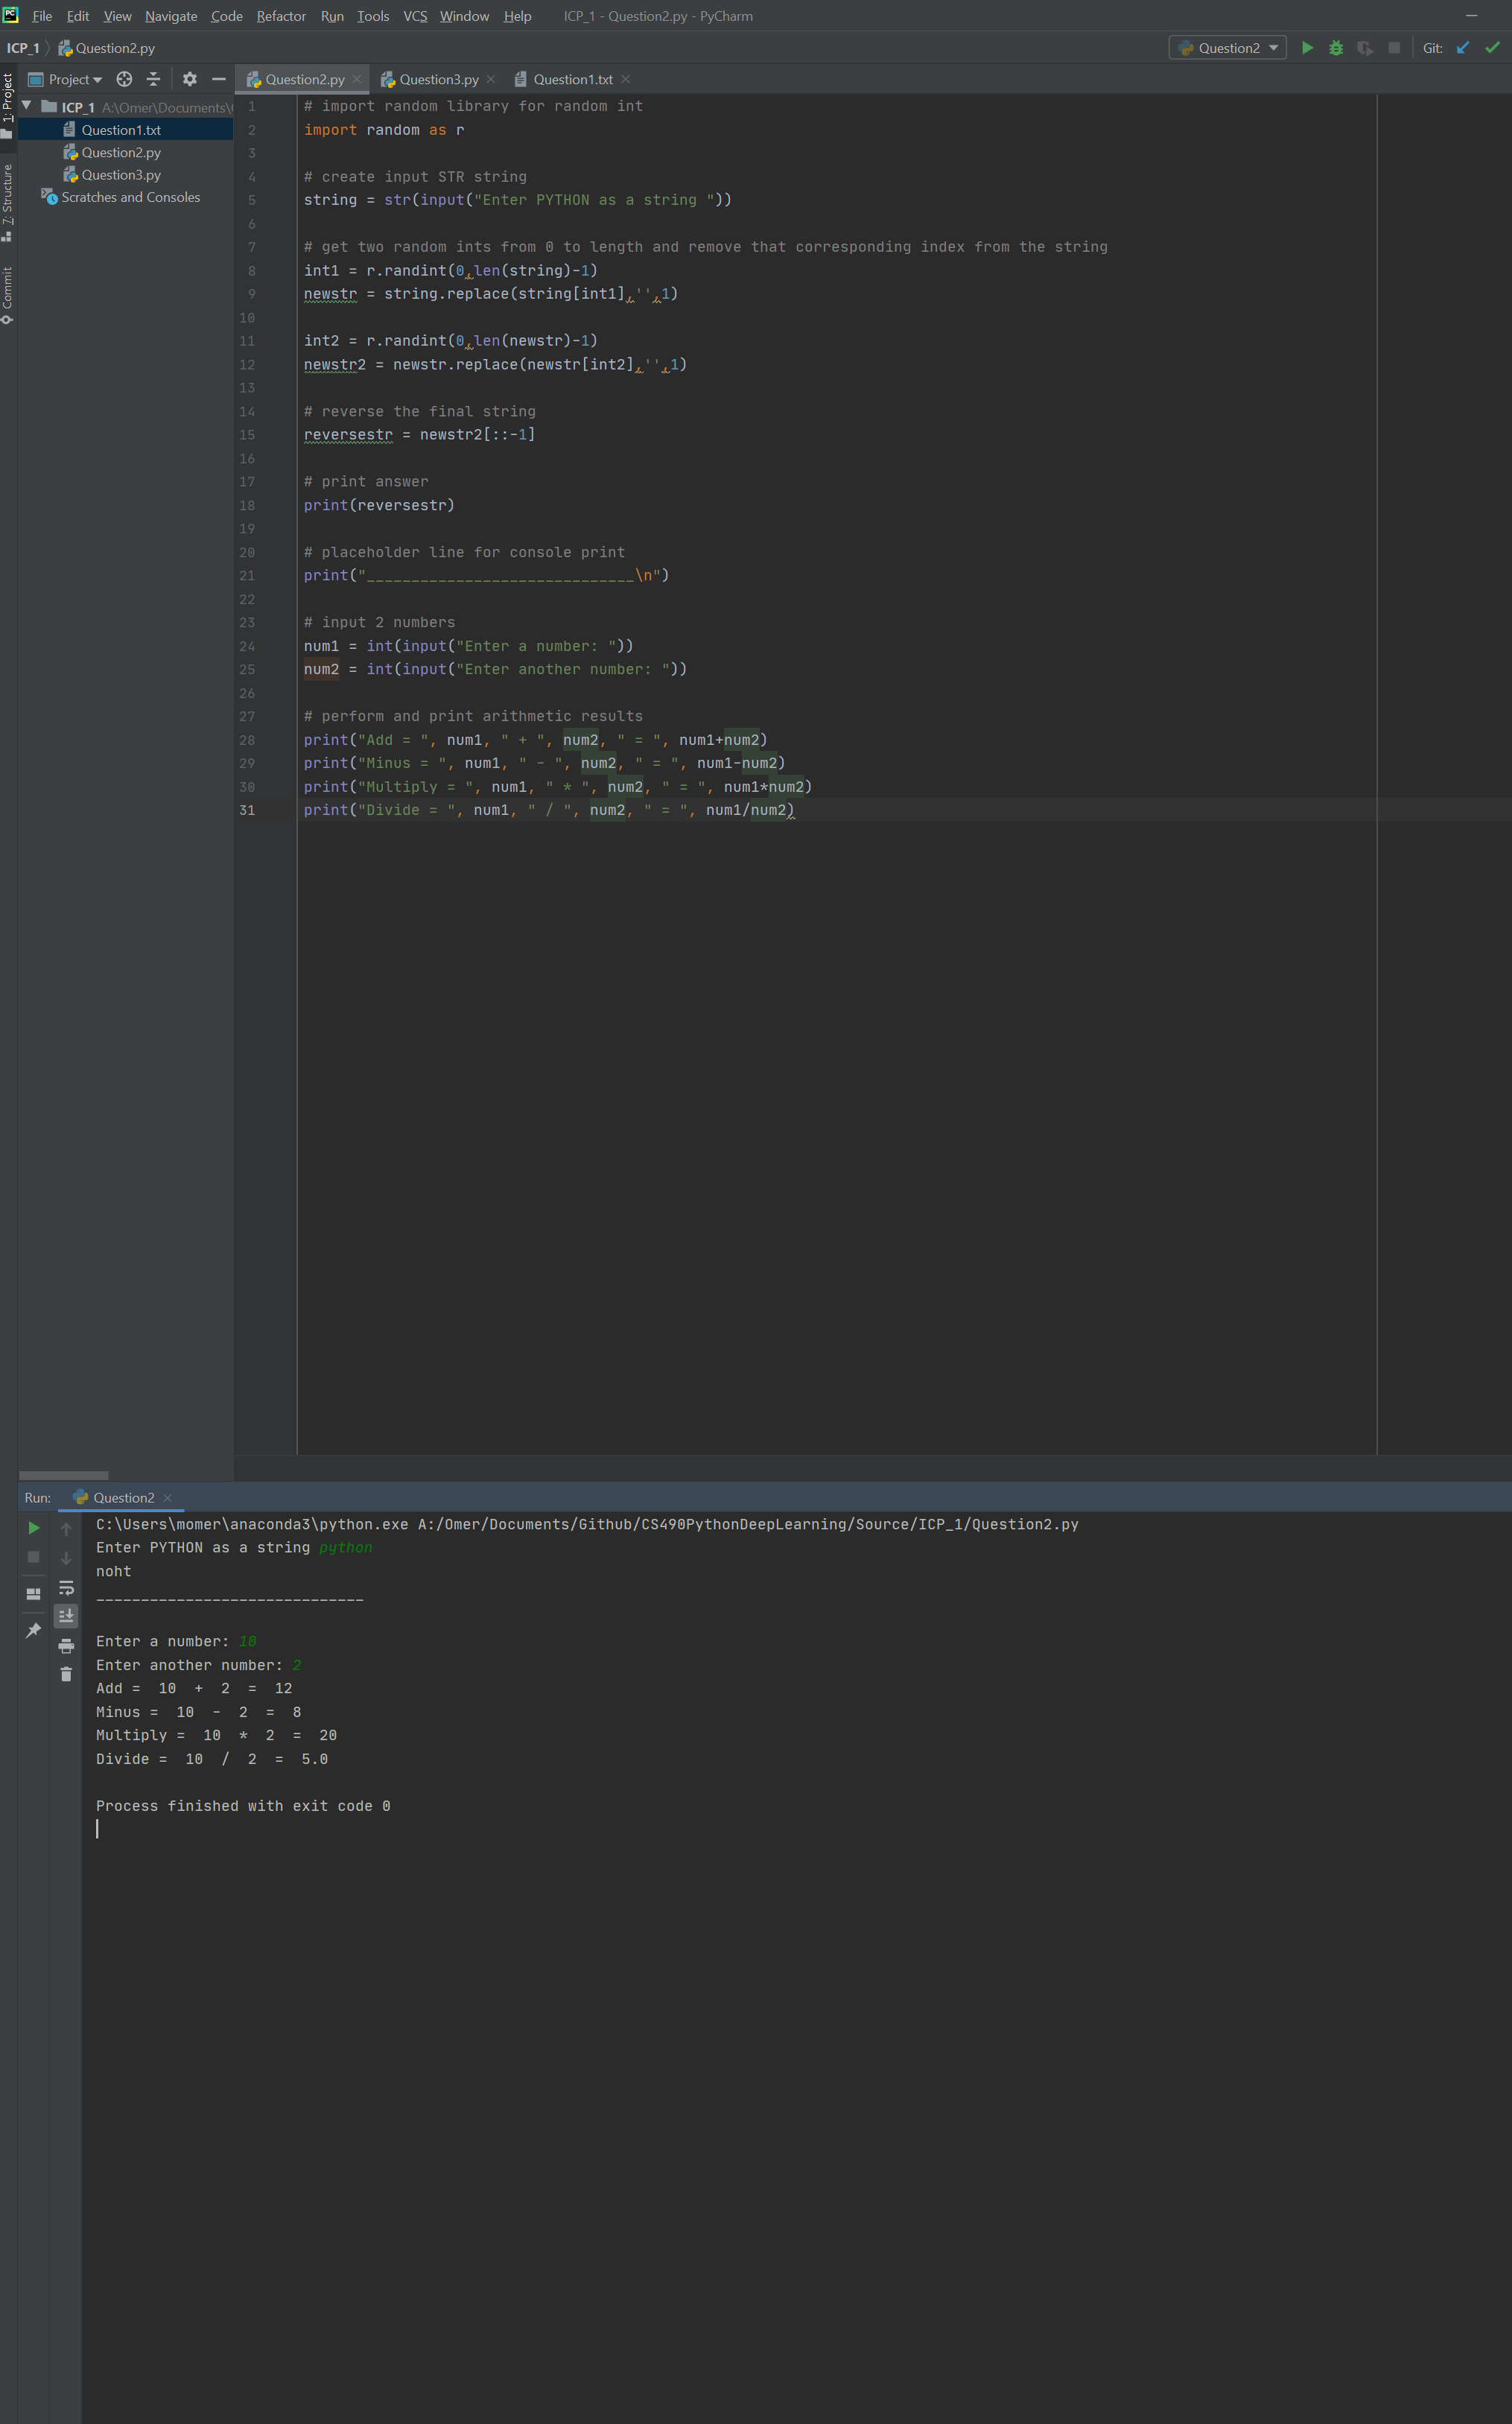 PC File Edit View Navigate Code Refactor Run Tools VCS Window Help ICP_1 - Question2.py - PyCharm
ICP_1 Question2.py Question2 Git:
Project Question2.py Question3.py Question1.txt
1: Project
7: Structure
Commit
ICP_1 A:\Omer\Documents\
Question1.txt
Question2.py
Question3.py
Scratches and Consoles
1 # import random library for random int
2 import random as r
3
4 # create input STR string
5 string = str(input("Enter PYTHON as a string "))
6
7 # get two random ints from 0 to length and remove that corresponding index from the string
8 int1 = r.randint(0,len(string)-1)
9 newstr = string.replace(string[int1],'',1)
10
11 int2 = r.randint(0,len(newstr)-1)
12 newstr2 = newstr.replace(newstr[int2],'',1)
13
14 # reverse the final string
15 reversestr = newstr2[::-1]
16
17 # print answer
18 print(reversestr)
19
20 # placeholder line for console print
21 print("______________________________\n")
22
23 # input 2 numbers
24 num1 = int(input("Enter a number: "))
25 num2 = int(input("Enter another number: "))
26
27 # perform and print arithmetic results
28 print("Add = ", num1, " + ", num2, " = ", num1+num2)
29 print("Minus = ", num1, " - ", num2, " = ", num1-num2)
30 print("Multiply = ", num1, " * ", num2, " = ", num1*num2)
31 print("Divide = ", num1, " / ", num2, " = ", num1/num2)
Run: Question2
C:\Users\momer\anaconda3\python.exe A:/Omer/Documents/Github/CS490PythonDeepLearning/Source/ICP_1/Question2.py
Enter PYTHON as a string python
noht
______________________________
Enter a number: 10
Enter another number: 2
Add =  10  +  2  =  12
Minus =  10  -  2  =  8
Multiply =  10  *  2  =  20
Divide =  10  /  2  =  5.0
Process finished with exit code 0